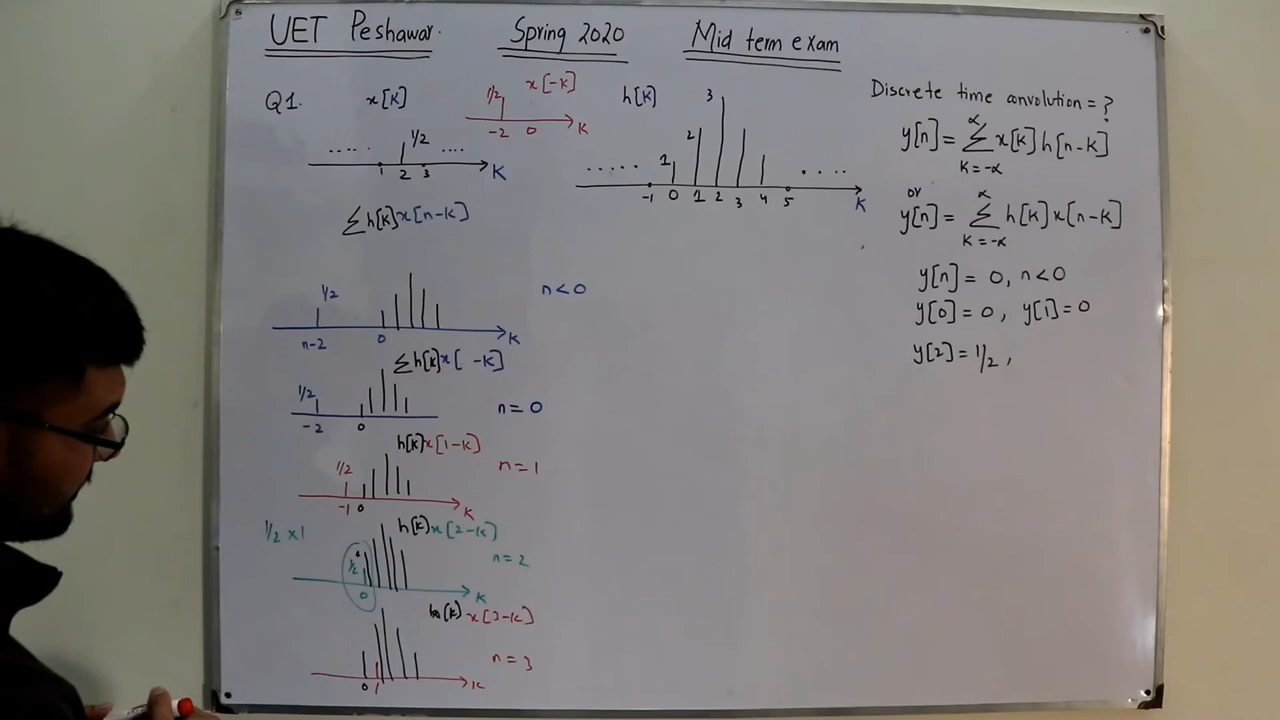 UET Peshawar. Spring 2020 Mid term exam
Q1. x[k]
1/2
..... ....
1 2 3 k
1/2 x[-k]
-2 0 k
h[k]
3
2
1
..... ....
-1 0 1 2 3 4 5 k
Discrete time convolution = ?
y[n] = ∑ x[k] h[n-k]
∝
k = -∝
or
y[n] = ∑ h[k] x[n-k]
∝
k = -∝
y[n] = 0, n<0
y[0] = 0, y[1] = 0
y[2] = 1/2,
∑h[k]x[n-k]
1/2 n<0
n-2 0 k
∑h[k]x[ -k]
1/2 n=0
-2 0
h[k]x[1-k]
1/2 n=1
-1 0 k
1/2 x1 h[k]x[2-k]
1/2 n=2
0 k
h[k] x[3-k]
n=3
0 1 k